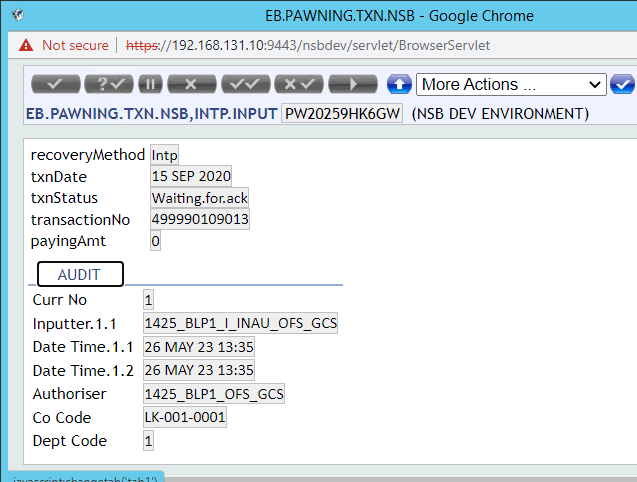 EB.PAWNING.TXN.NSB - Google Chrome
Not secure | https://192.168.131.10:9443/nsbdev/servlet/BrowserServlet
More Actions ...
EB.PAWNING.TXN.NSB,INTP.INPUT PW20259HK6GW (NSB DEV ENVIRONMENT)
recoveryMethod Intp
txnDate 15 SEP 2020
txnStatus Waiting.for.ack
transactionNo 499990109013
payingAmt 0
AUDIT
Curr No 1
Inputter.1.1 1425_BLP1_I_INAU_OFS_GCS
Date Time.1.1 26 MAY 23 13:35
Date Time.1.2 26 MAY 23 13:35
Authoriser 1425_BLP1_OFS_GCS
Co Code LK-001-0001
Dept Code 1
javascript:changetab('tab1')